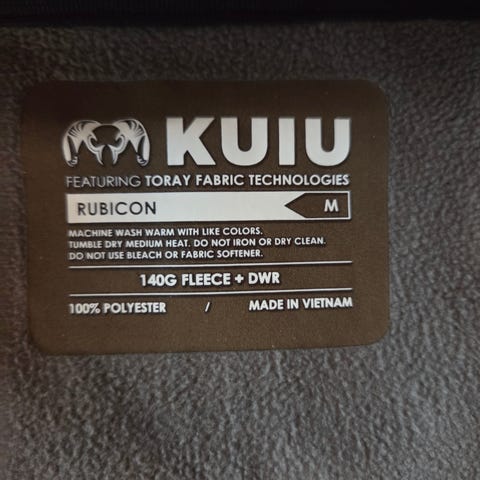 KUIU
FEATURING TORAY FABRIC TECHNOLOGIES
RUBICON M
MACHINE WASH WARM WITH LIKE COLORS.
TUMBLE DRY MEDIUM HEAT. DO NOT IRON OR DRY CLEAN.
DO NOT USE BLEACH OR FABRIC SOFTENER.
140G FLEECE + DWR
100% POLYESTER / MADE IN VIETNAM